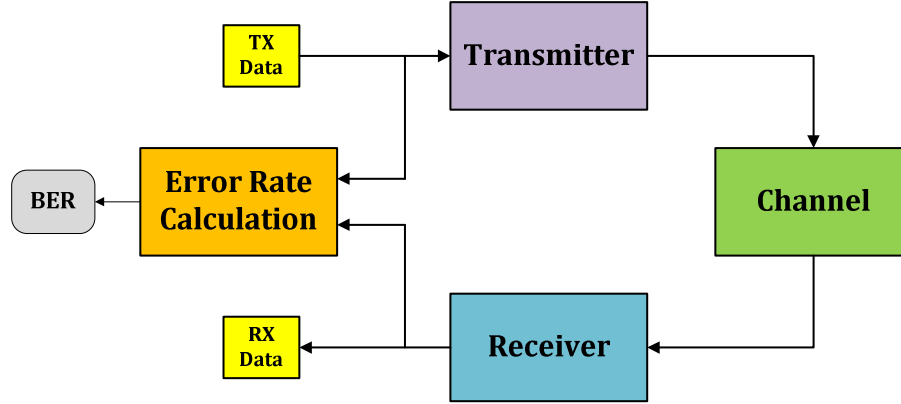 TX
Data
Transmitter
Error Rate
Calculation
BER
Channel
RX
Data
Receiver